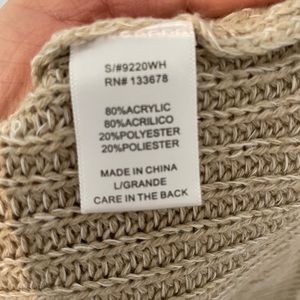 S/#9220WH
RN# 133678
80%ACRYLIC
80%ACRILICO
20%POLYESTER
20%POLIESTER
MADE IN CHINA
L/GRANDE
CARE IN THE BACK